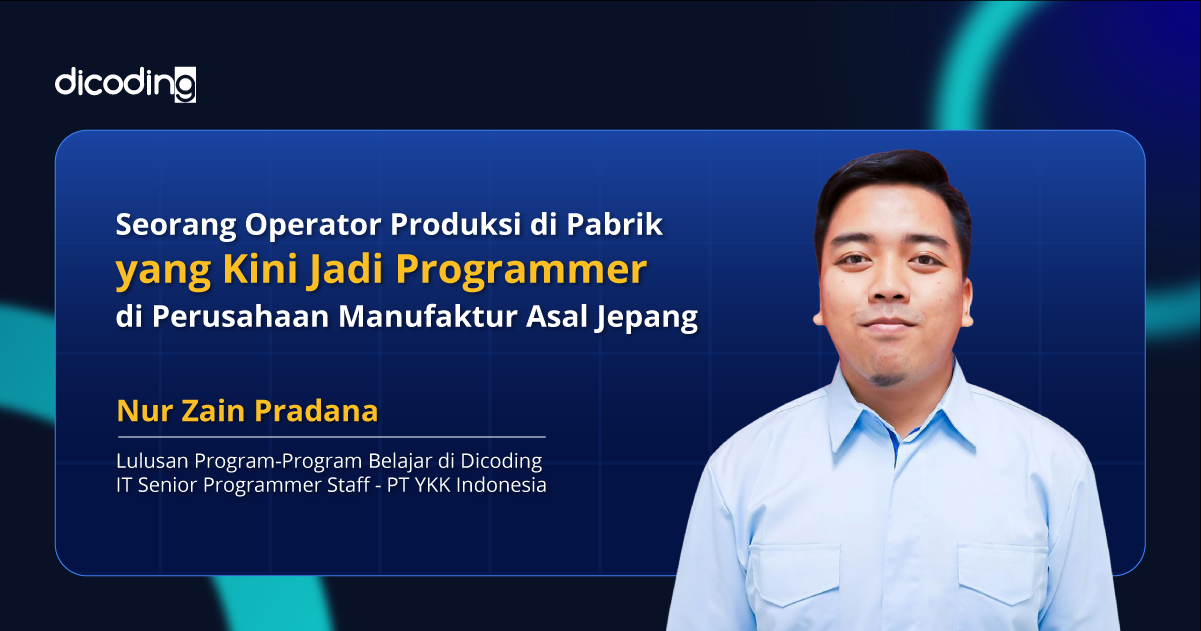 dicoding
Seorang Operator Produksi di Pabrik
yang Kini Jadi Programmer
di Perusahaan Manufaktur Asal Jepang
Nur Zain Pradana
Lulusan Program-Program Belajar di Dicoding
IT Senior Programmer Staff - PT YKK Indonesia